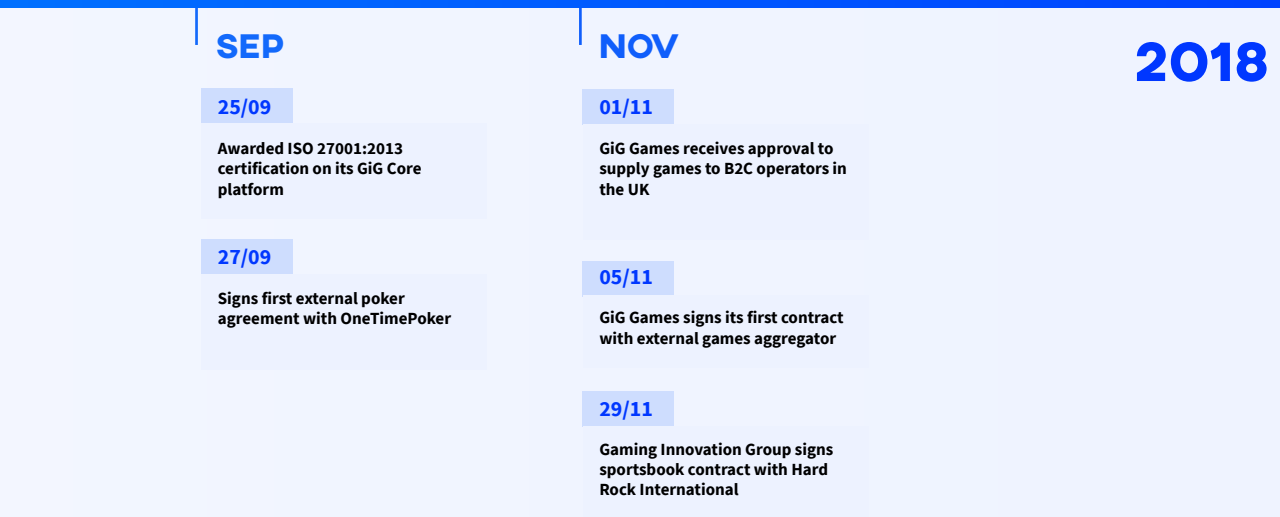 SEP
25/09
Awarded ISO 27001:2013
certification on its GiG Core
platform
27/09
Signs first external poker
agreement with OneTimePoker
NOV
01/11
GiG Games receives approval to
supply games to B2C operators in
the UK
05/11
GiG Games signs its first contract
with external games aggregator
29/11
Gaming Innovation Group signs
sportsbook contract with Hard
Rock International
2018